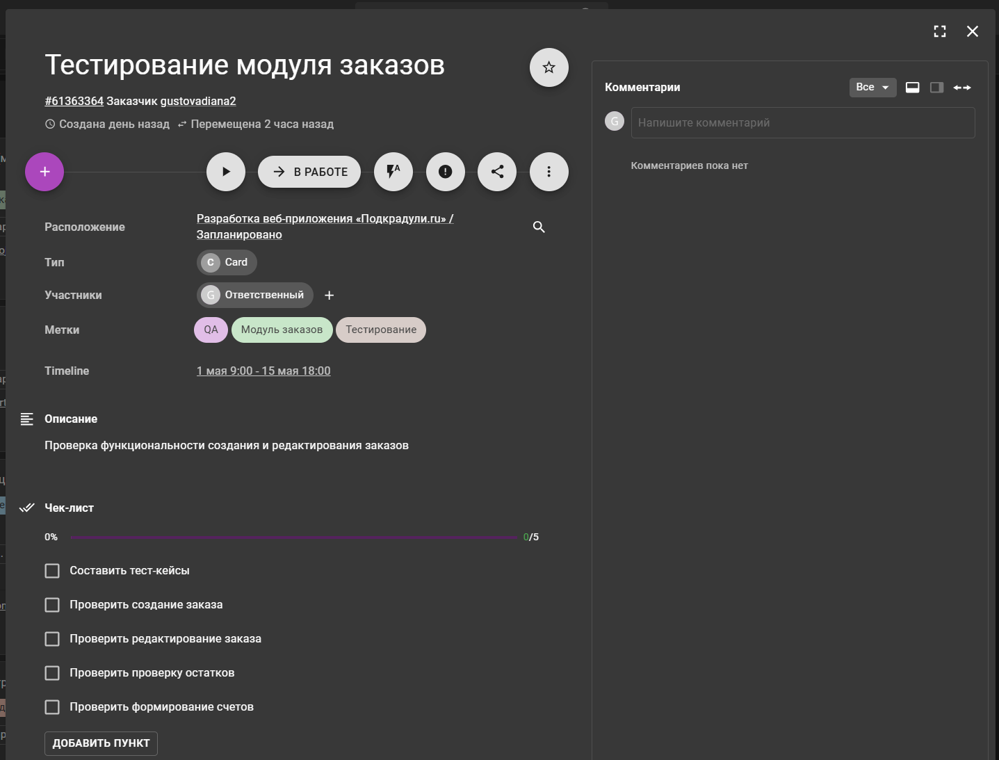 Тестирование модуля заказов
#61363364 Заказчик gustovadiana2
Создана день назад Перемещена 2 часа назад
В РАБОТЕ
Расположение
Разработка веб-приложения «Подкрадули.ru» /
Запланировано
Тип
C Card
Участники
G Ответственный
Метки
QA Модуль заказов Тестирование
Timeline
1 мая 9:00 - 15 мая 18:00
Описание
Проверка функциональности создания и редактирования заказов
Чек-лист
0% 0/5
Составить тест-кейсы
Проверить создание заказа
Проверить редактирование заказа
Проверить проверку остатков
Проверить формирование счетов
ДОБАВИТЬ ПУНКТ
Комментарии
Все
G
Напишите комментарий
Комментариев пока нет